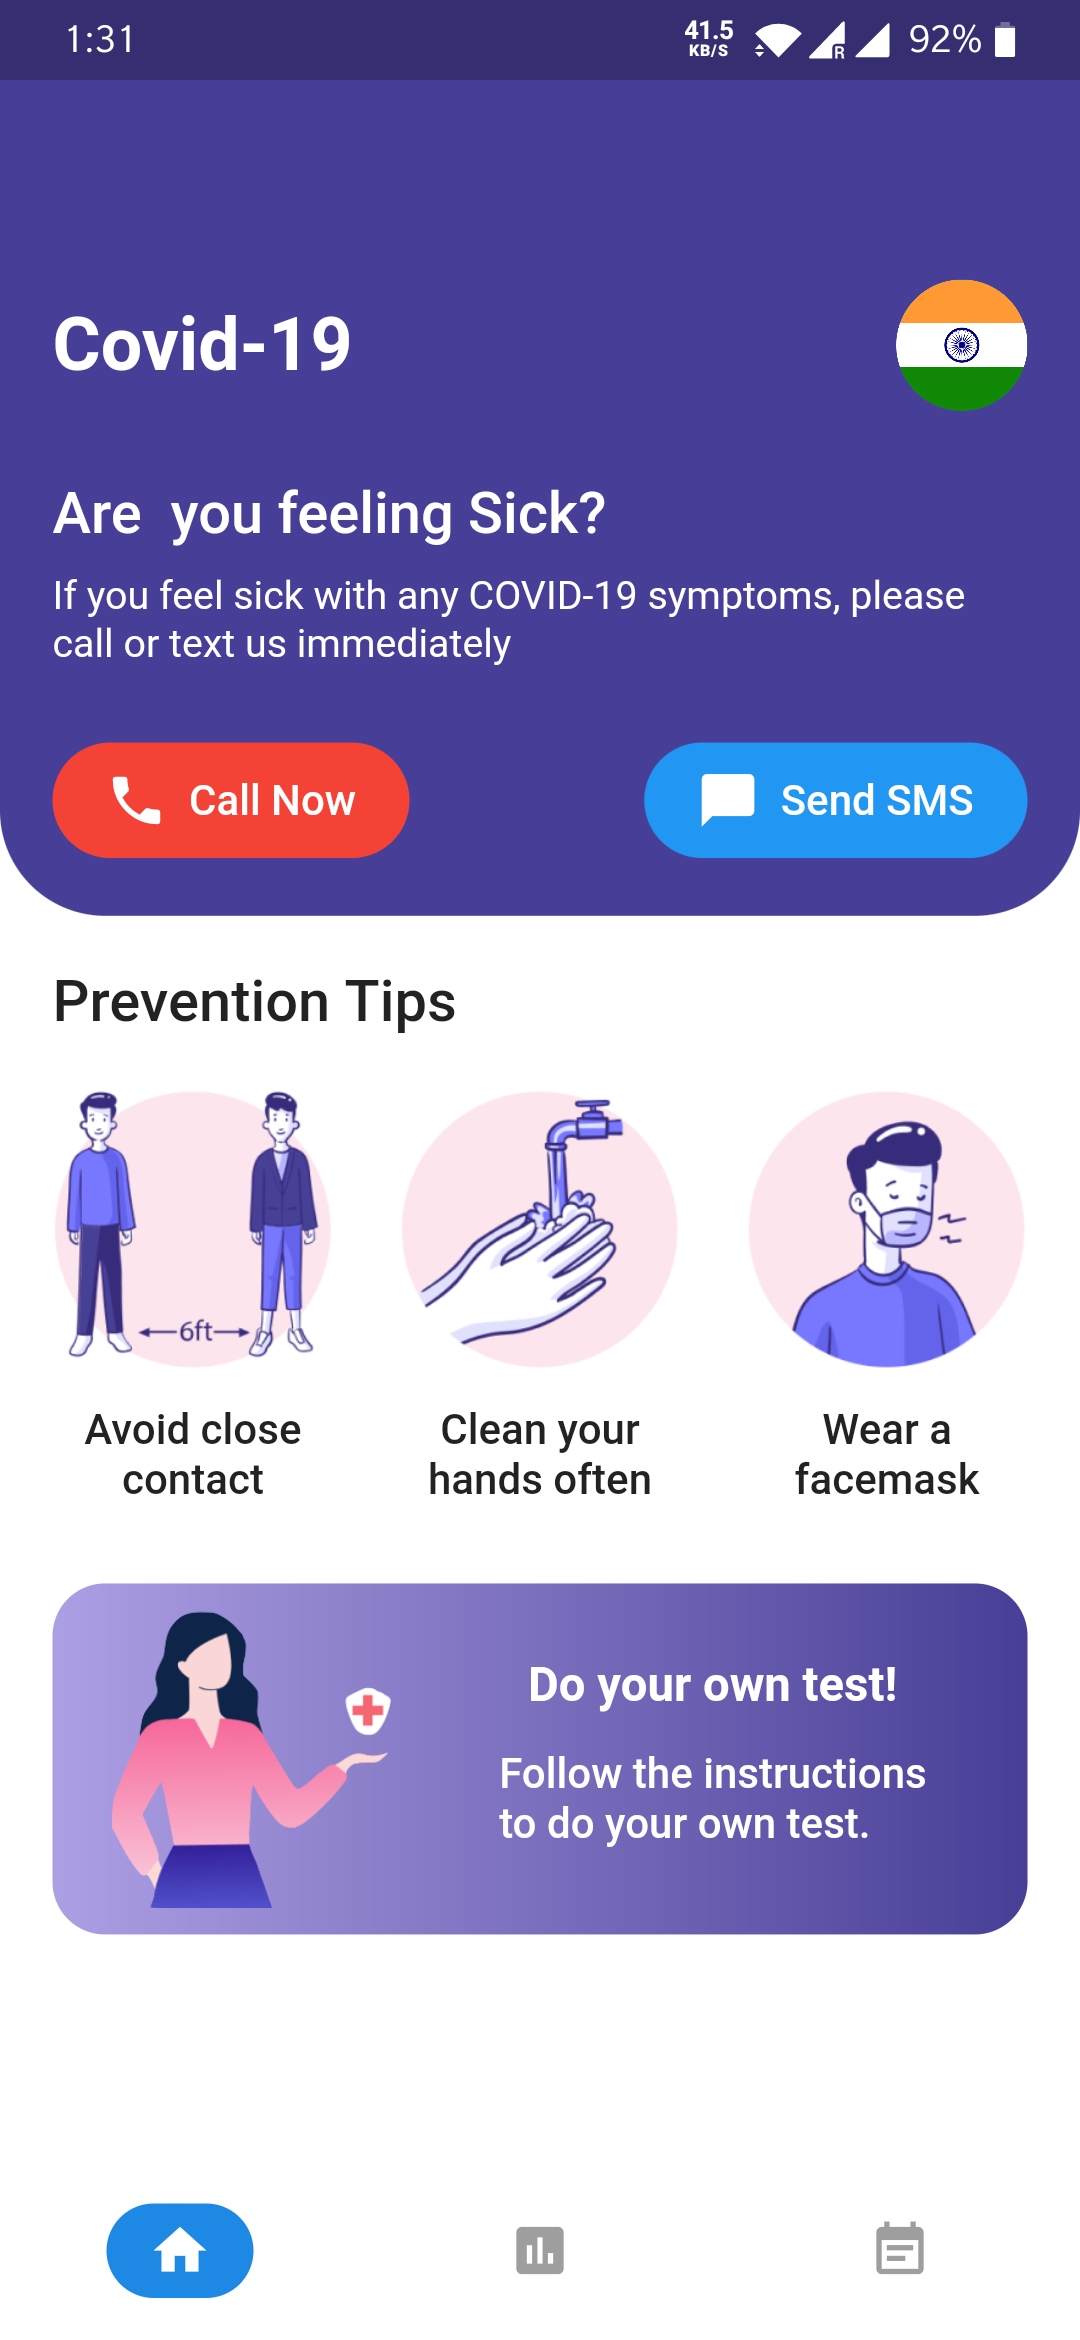 1:31
41.5
KB/S
R
92%
Covid-19
Are  you feeling Sick?
If you feel sick with any COVID-19 symptoms, please
call or text us immediately
Call Now
Send SMS
Prevention Tips
6ft
Avoid close
contact
Clean your
hands often
Wear a
facemask
Do your own test!
Follow the instructions
to do your own test.